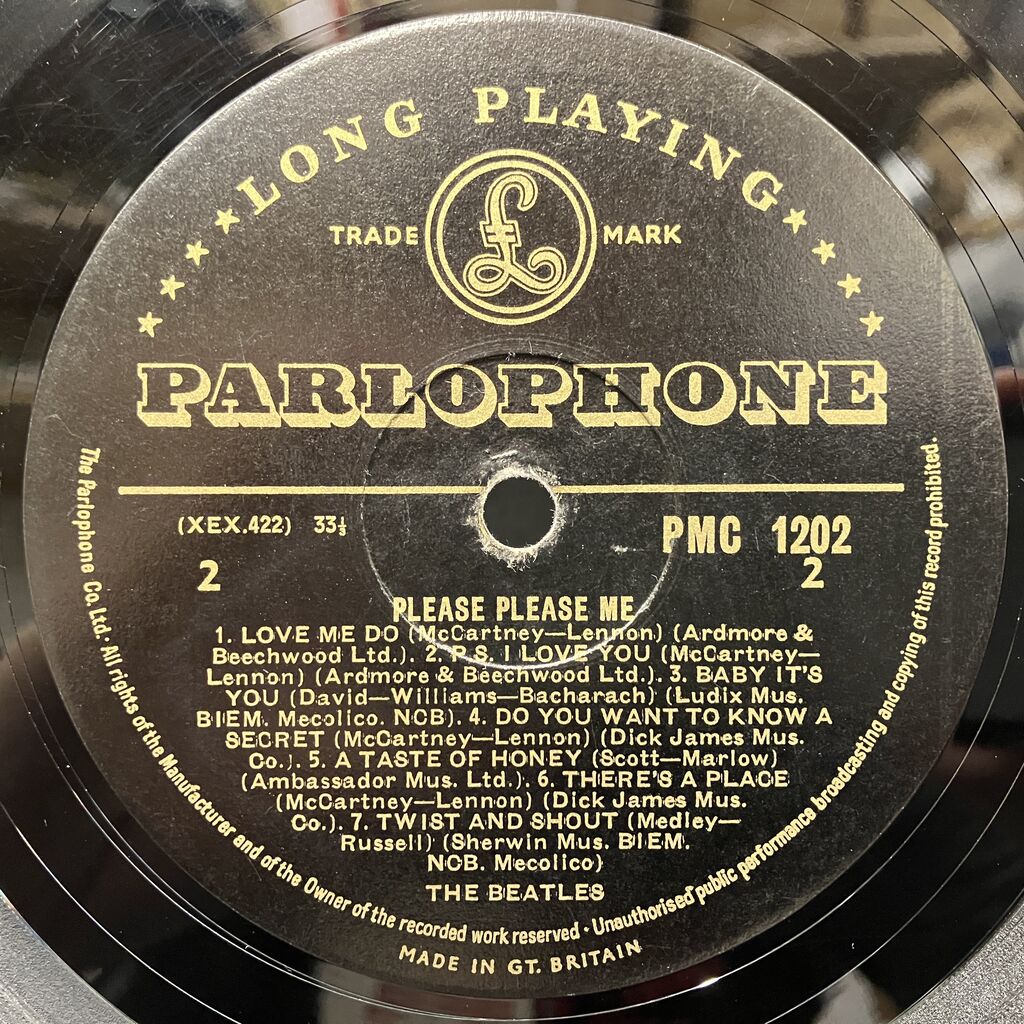 LONG PLAYING
TRADE £ MARK
PARLOPHONE
(XEX.422) 33⅓
PMC 1202
2
2
PLEASE PLEASE ME
1. LOVE ME DO (McCartney—Lennon) (Ardmore &
Beechwood Ltd.). 2. P.S. I LOVE YOU (McCartney—
Lennon) (Ardmore & Beechwood Ltd.). 3. BABY IT'S
YOU (David—Williams—Bacharach) (Ludix Mus.
BIEM. Mecolico. NCB). 4. DO YOU WANT TO KNOW A
SECRET (McCartney—Lennon) (Dick James Mus.
Co.). 5. A TASTE OF HONEY (Scott—Marlow)
(Ambassador Mus. Ltd.). 6. THERE'S A PLACE
(McCartney—Lennon) (Dick James Mus.
Co.). 7. TWIST AND SHOUT (Medley—
Russell) (Sherwin Mus. BIEM.
NCB. Mecolico)
THE BEATLES
The Parlophone Co. Ltd · All rights of the Manufacturer and of the Owner of the recorded work reserved · Unauthorised public performance broadcasting and copying of this record prohibited.
MADE IN GT. BRITAIN